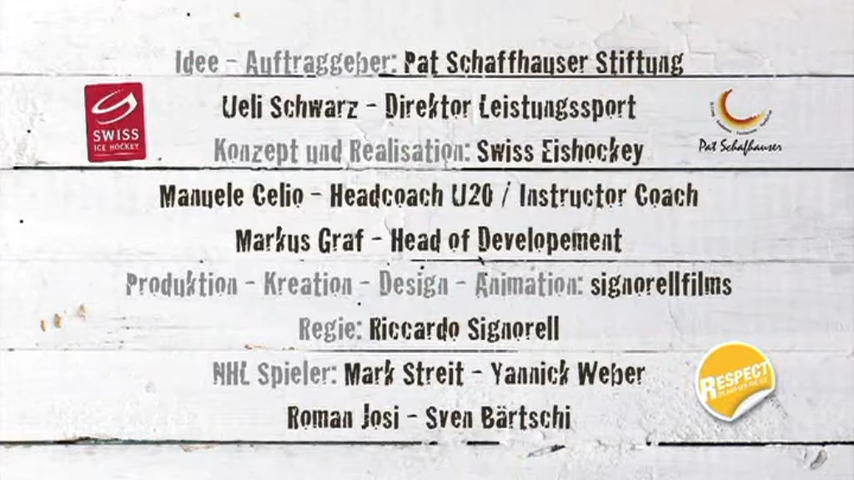 Idee - Auftraggeber: Pat Schaffhauser Stiftung
Ueli Schwarz - Direktor Leistungssport
SWISS
ICE HOCKEY
Pat Schafhauser
Konzept und Realisation: Swiss Eishockey
Manuele Celio - Headcoach U20 / Instructor Coach
Markus Graf - Head of Developement
Produktion - Kreation - Design - Animation: signorellfilms
Regie: Riccardo Signorell
NHL Spieler: Mark Streit - Yannick Weber
RESPECT
Roman Josi - Sven Bärtschi